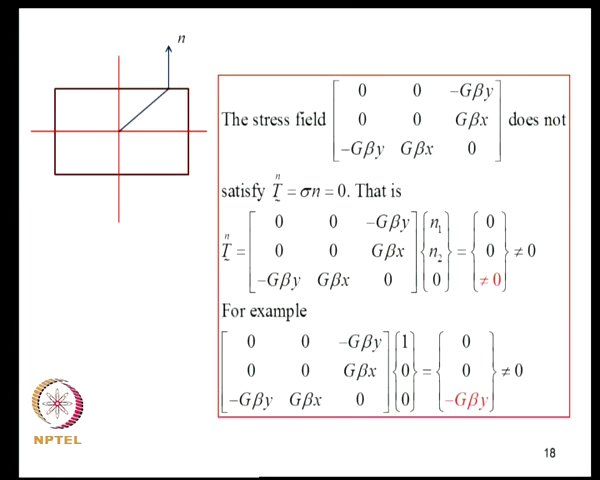 n
The stress field [ 0 0 −Gβy ; 0 0 Gβx ; −Gβy Gβx 0 ] does not
satisfy T̰ⁿ = σn = 0. That is
T̰ⁿ = [ 0 0 −Gβy ; 0 0 Gβx ; −Gβy Gβx 0 ] { n₁ ; n₂ ; 0 } = { 0 ; 0 ; ≠ 0 } ≠ 0
For example
[ 0 0 −Gβy ; 0 0 Gβx ; −Gβy Gβx 0 ] { 1 ; 0 ; 0 } = { 0 ; 0 ; −Gβy } ≠ 0
NPTEL
18